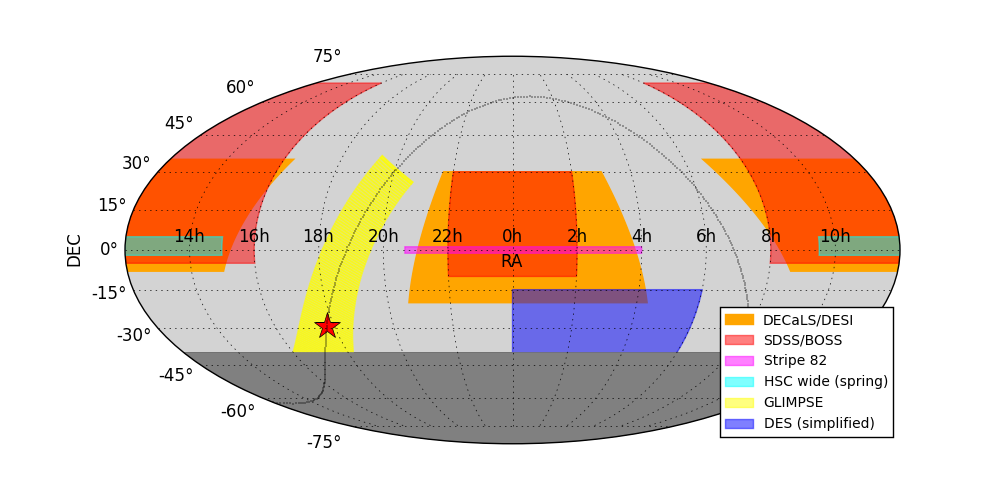 75°
60°
45°
30°
15°
0°
-15°
-30°
-45°
-60°
-75°
DEC
14h 16h 18h 20h 22h 0h 2h 4h 6h 8h 10h
RA
DECaLS/DESI
SDSS/BOSS
Stripe 82
HSC wide (spring)
GLIMPSE
DES (simplified)